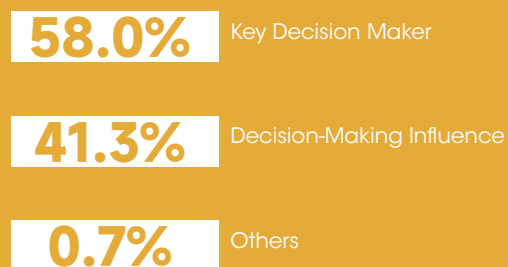 58.0% Key Decision Maker
41.3% Decision-Making Influence
0.7% Others